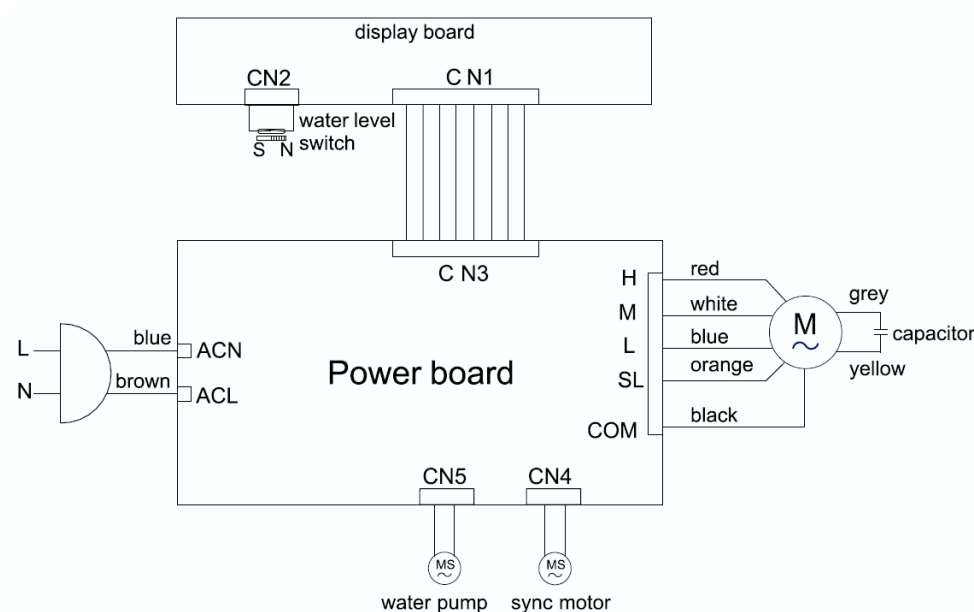 display board
CN2
C N1
water level
switch
S N
C N3
H
red
M
white
L
blue
SL
orange
COM
black
M
grey
capacitor
yellow
L
blue
ACN
N
brown
ACL
Power board
CN5
CN4
MS
MS
water pump
sync motor